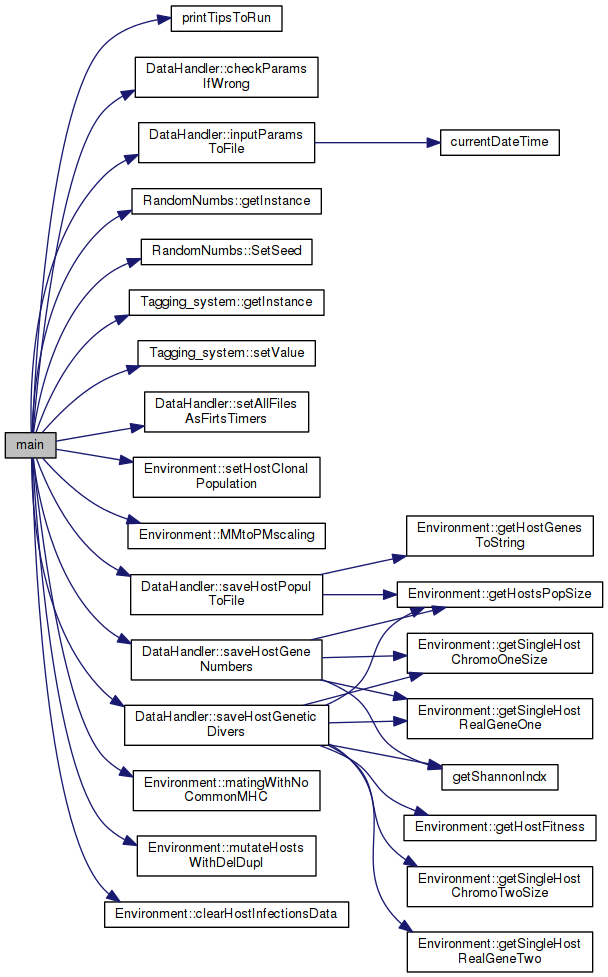 printTipsToRun
DataHandler::checkParams
IfWrong
DataHandler::inputParams
ToFile
currentDateTime
RandomNumbs::getInstance
RandomNumbs::SetSeed
Tagging_system::getInstance
Tagging_system::setValue
DataHandler::setAllFiles
AsFirtsTimers
main
Environment::setHostClonal
Population
Environment::MMtoPMscaling
DataHandler::saveHostPopul
ToFile
Environment::getHostGenes
ToString
Environment::getHostsPopSize
DataHandler::saveHostGene
Numbers
Environment::getSingleHost
ChromoOneSize
DataHandler::saveHostGenetic
Divers
Environment::getSingleHost
RealGeneOne
getShannonIndx
Environment::matingWithNo
CommonMHC
Environment::getHostFitness
Environment::mutateHosts
WithDelDupl
Environment::getSingleHost
ChromoTwoSize
Environment::clearHostInfectionsData
Environment::getSingleHost
RealGeneTwo